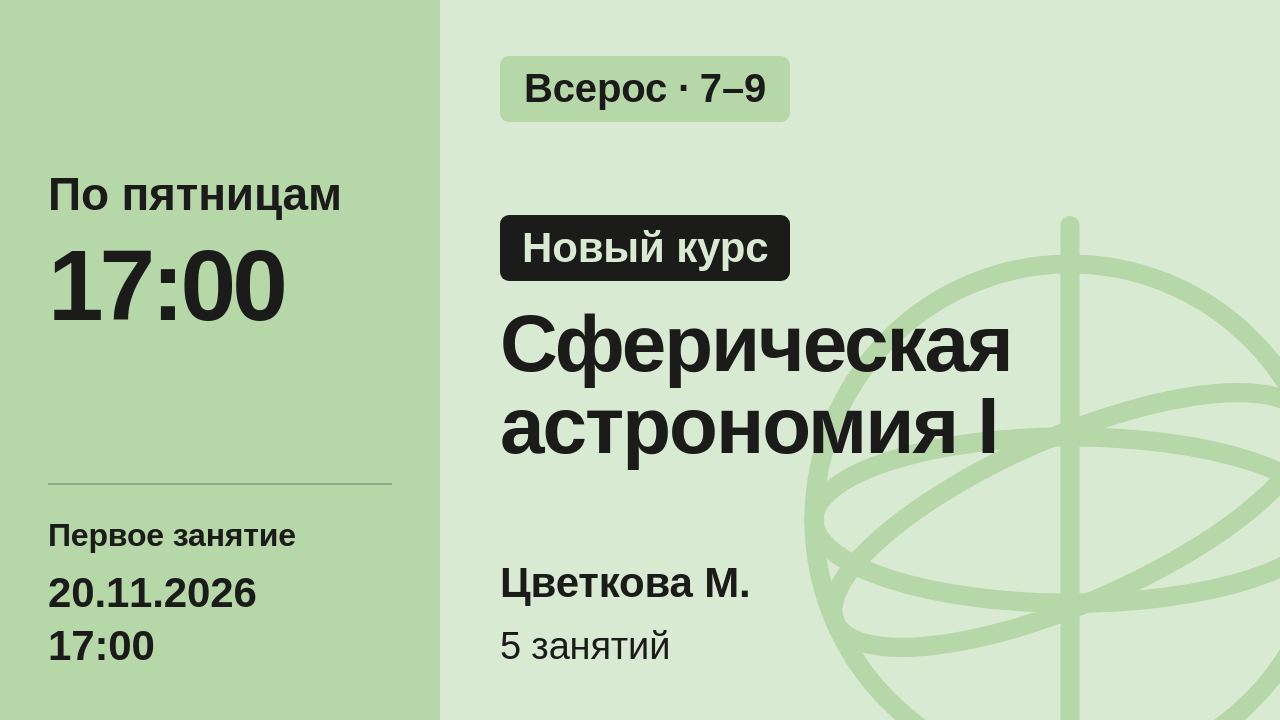 По пятницам
17:00
Первое занятие
20.11.2026
17:00
Всерос · 7–9
Новый курс
Сферическая
астрономия I
Цветкова М.
5 занятий